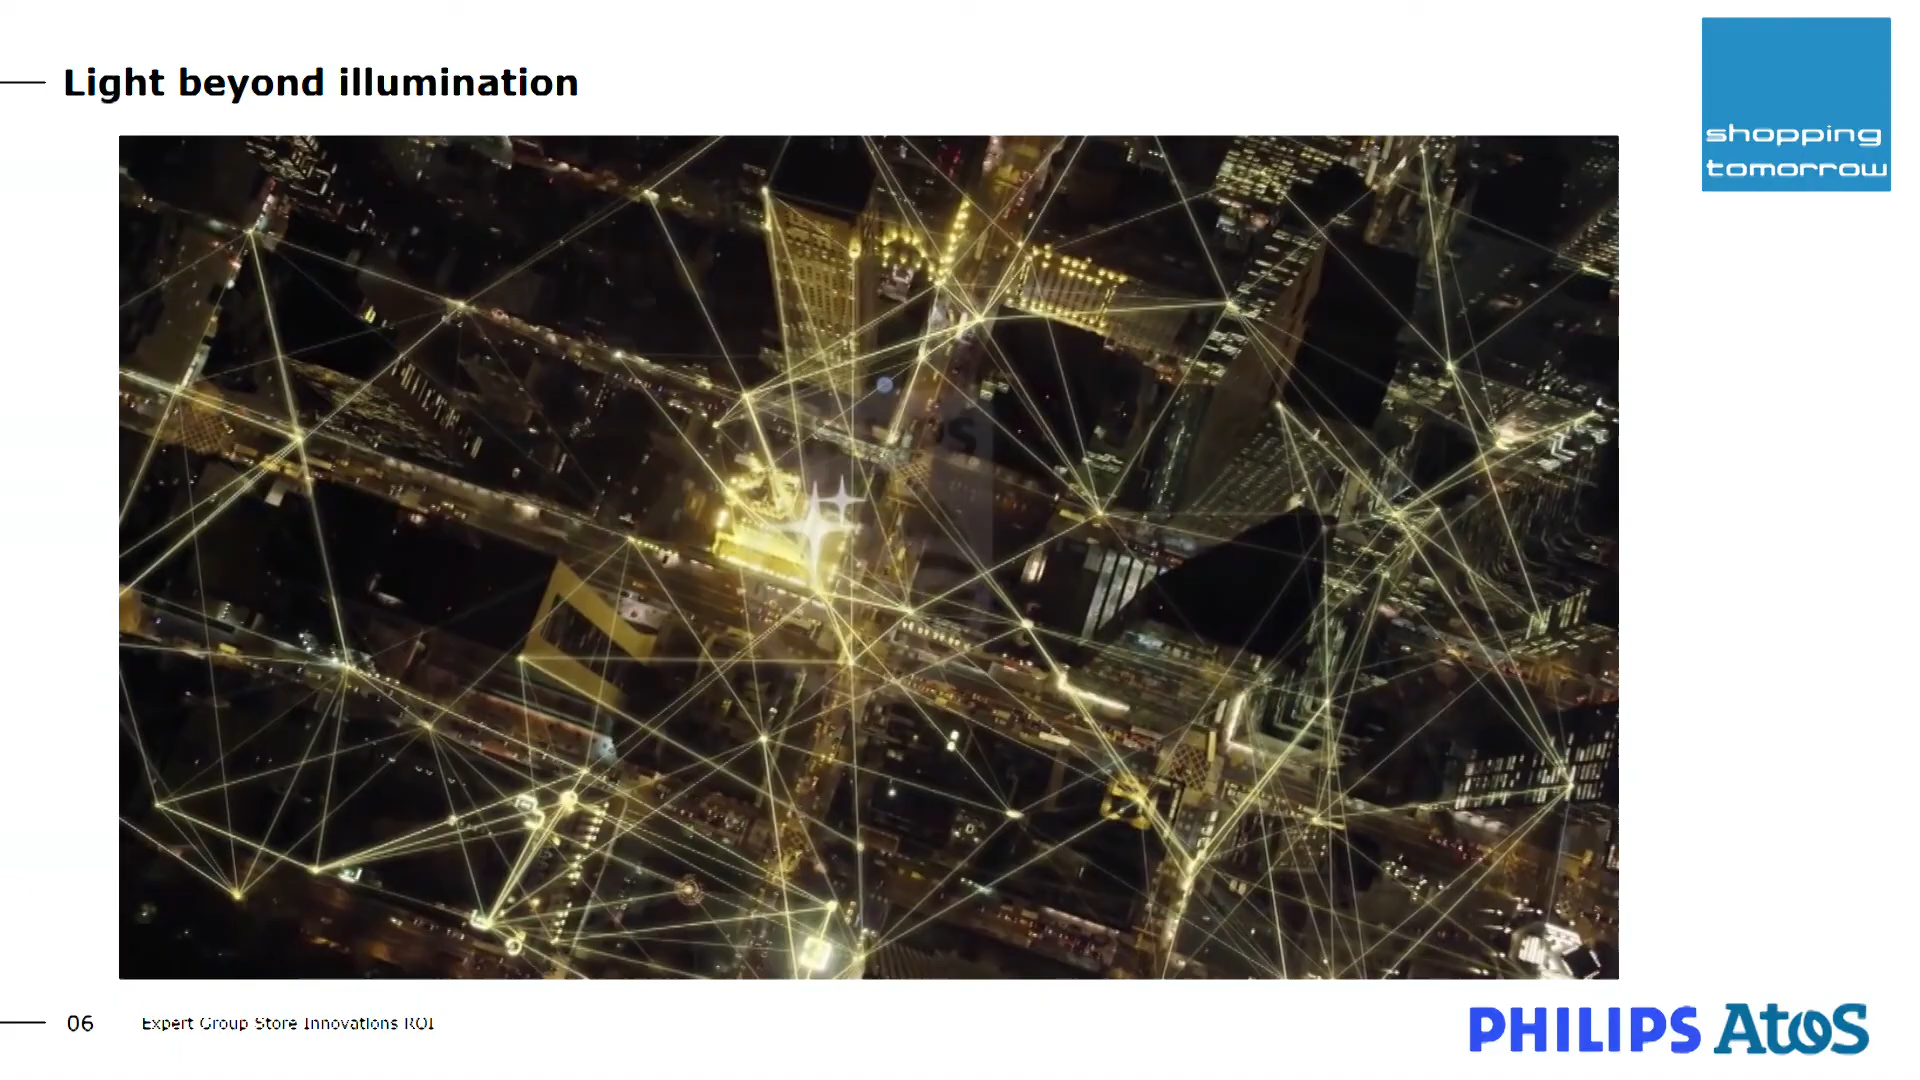 Light beyond illumination
shopping
tomorrow
06
Expert Group Store Innovations ROI
PHILIPS Atos